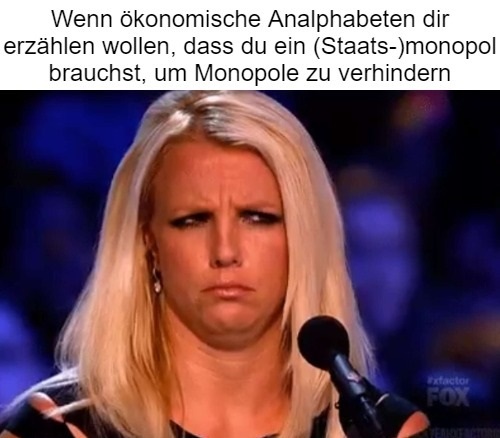 Wenn ökonomische Analphabeten dir
erzählen wollen, dass du ein (Staats-)monopol
brauchst, um Monopole zu verhindern
#xfactor
FOX